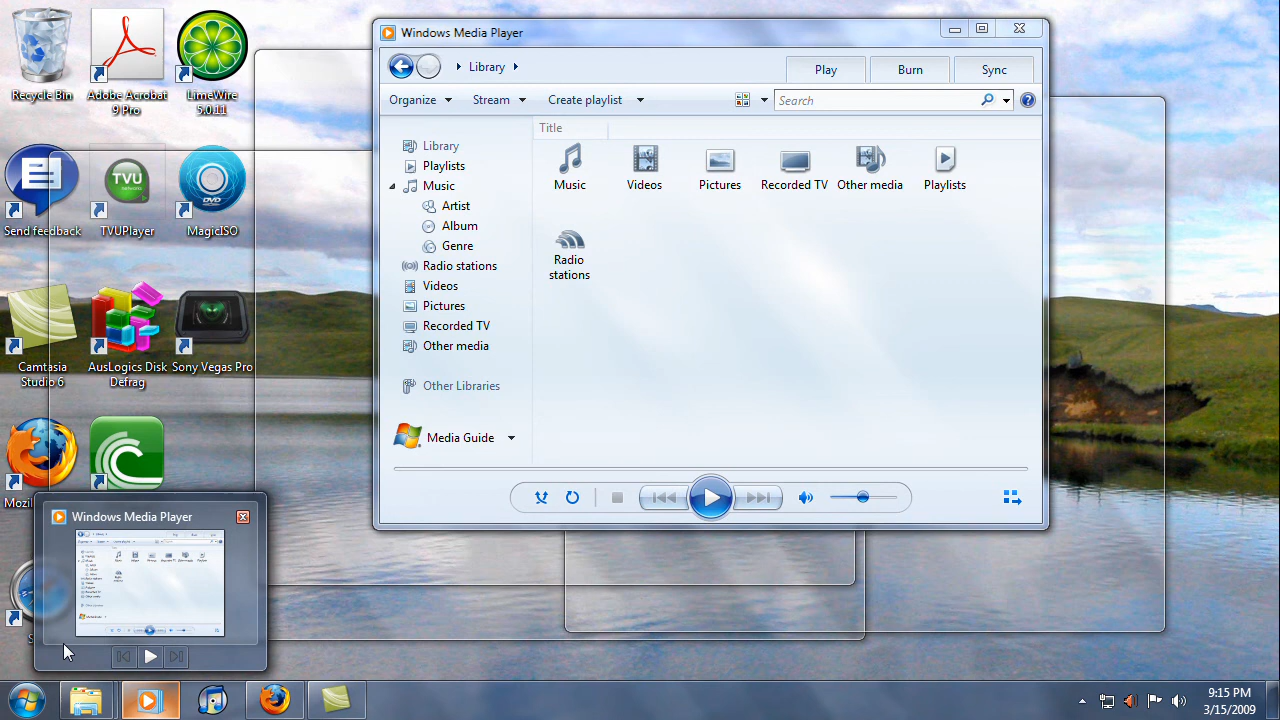 Recycle Bin
Adobe Acrobat
9 Pro
LimeWire
5.0.11
Send feedback
TVU
networks
TVUPlayer
DVD
MagicISO
Camtasia
Studio 6
AusLogics Disk
Defrag
Sony Vegas Pro
Windows Media Player
Library
Play
Burn
Sync
Organize
Stream
Create playlist
Search
Title
Library
Playlists
Music
Artist
Album
Genre
Radio stations
Videos
Pictures
Recorded TV
Other media
Other Libraries
Media Guide
Music
Videos
Pictures
Recorded TV
Other media
Playlists
Radio
stations
Windows Media Player
9:15 PM
3/15/2009